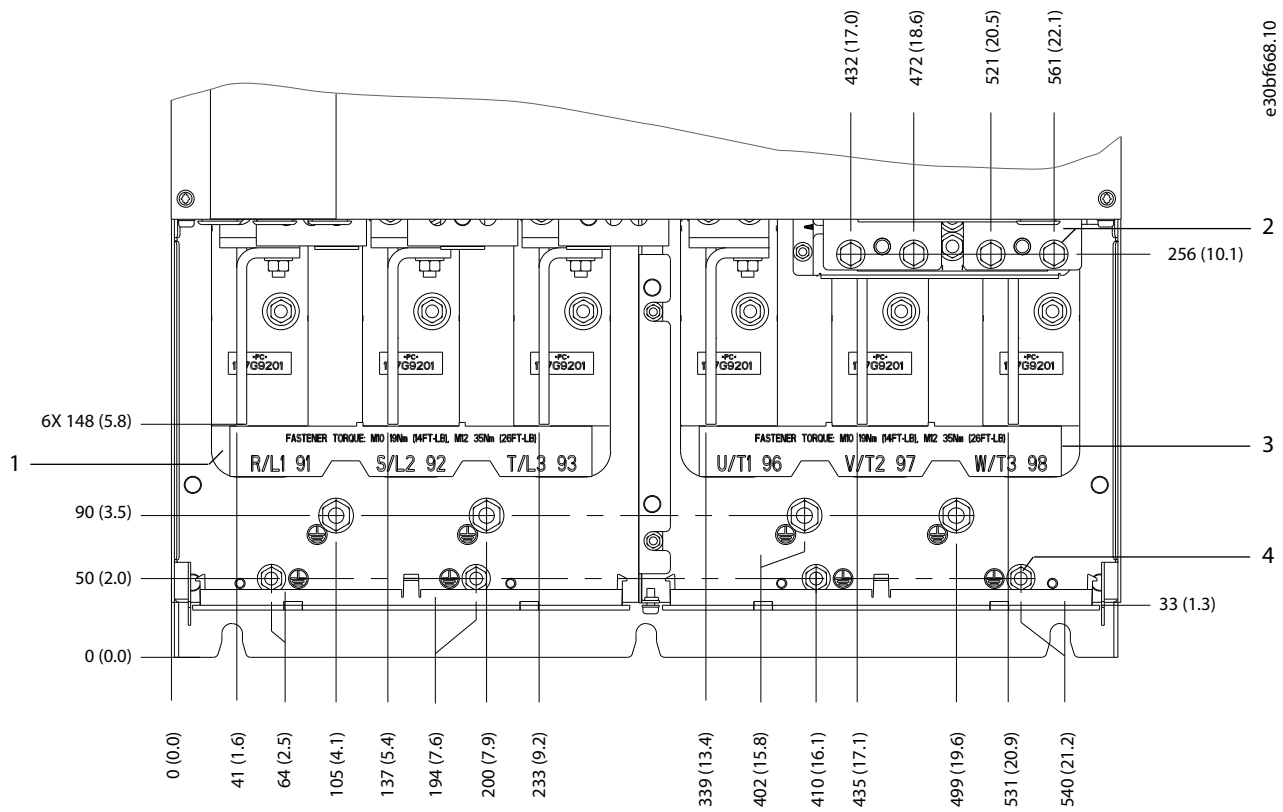 432 (17.0)
472 (18.6)
521 (20.5)
561 (22.1)
e30bf668.10
2
256 (10.1)
•PC•
•PC•
•PC•
•PC•
•PC•
•PC•
6X 148 (5.8)
FASTENER TORQUE: M10 19Nm (14FT-LB), M12 35Nm (26FT-LB)
FASTENER TORQUE: M10 19Nm (14FT-LB), M12 35Nm (26FT-LB)
1
R/L1 91
S/L2 92
T/L3 93
U/T1 96
V/T2 97
W/T3 98
3
90 (3.5)
50 (2.0)
4
33 (1.3)
0 (0.0)
0 (0.0)
41 (1.6)
64 (2.5)
105 (4.1)
137 (5.4)
194 (7.6)
200 (7.9)
233 (9.2)
339 (13.4)
402 (15.8)
410 (16.1)
435 (17.1)
499 (19.6)
531 (20.9)
540 (21.2)